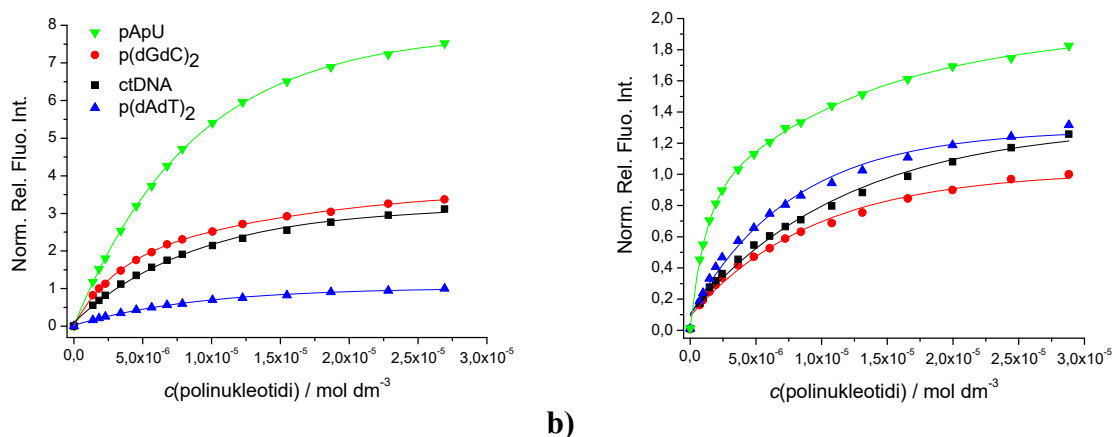 pApU
p(dGdC)2
ctDNA
p(dAdT)2
Norm. Rel. Fluo. Int.
8
7
6
5
4
3
2
1
0
0,0 5,0x10-6 1,0x10-5 1,5x10-5 2,0x10-5 2,5x10-5 3,0x10-5
c(polinukleotidi) / mol dm-3
Norm. Rel. Fluo. Int.
2,0
1,8
1,6
1,4
1,2
1,0
0,8
0,6
0,4
0,2
0,0
0,0 5,0x10-6 1,0x10-5 1,5x10-5 2,0x10-5 2,5x10-5 3,0x10-5
c(polinukleotidi) / mol dm-3
b)